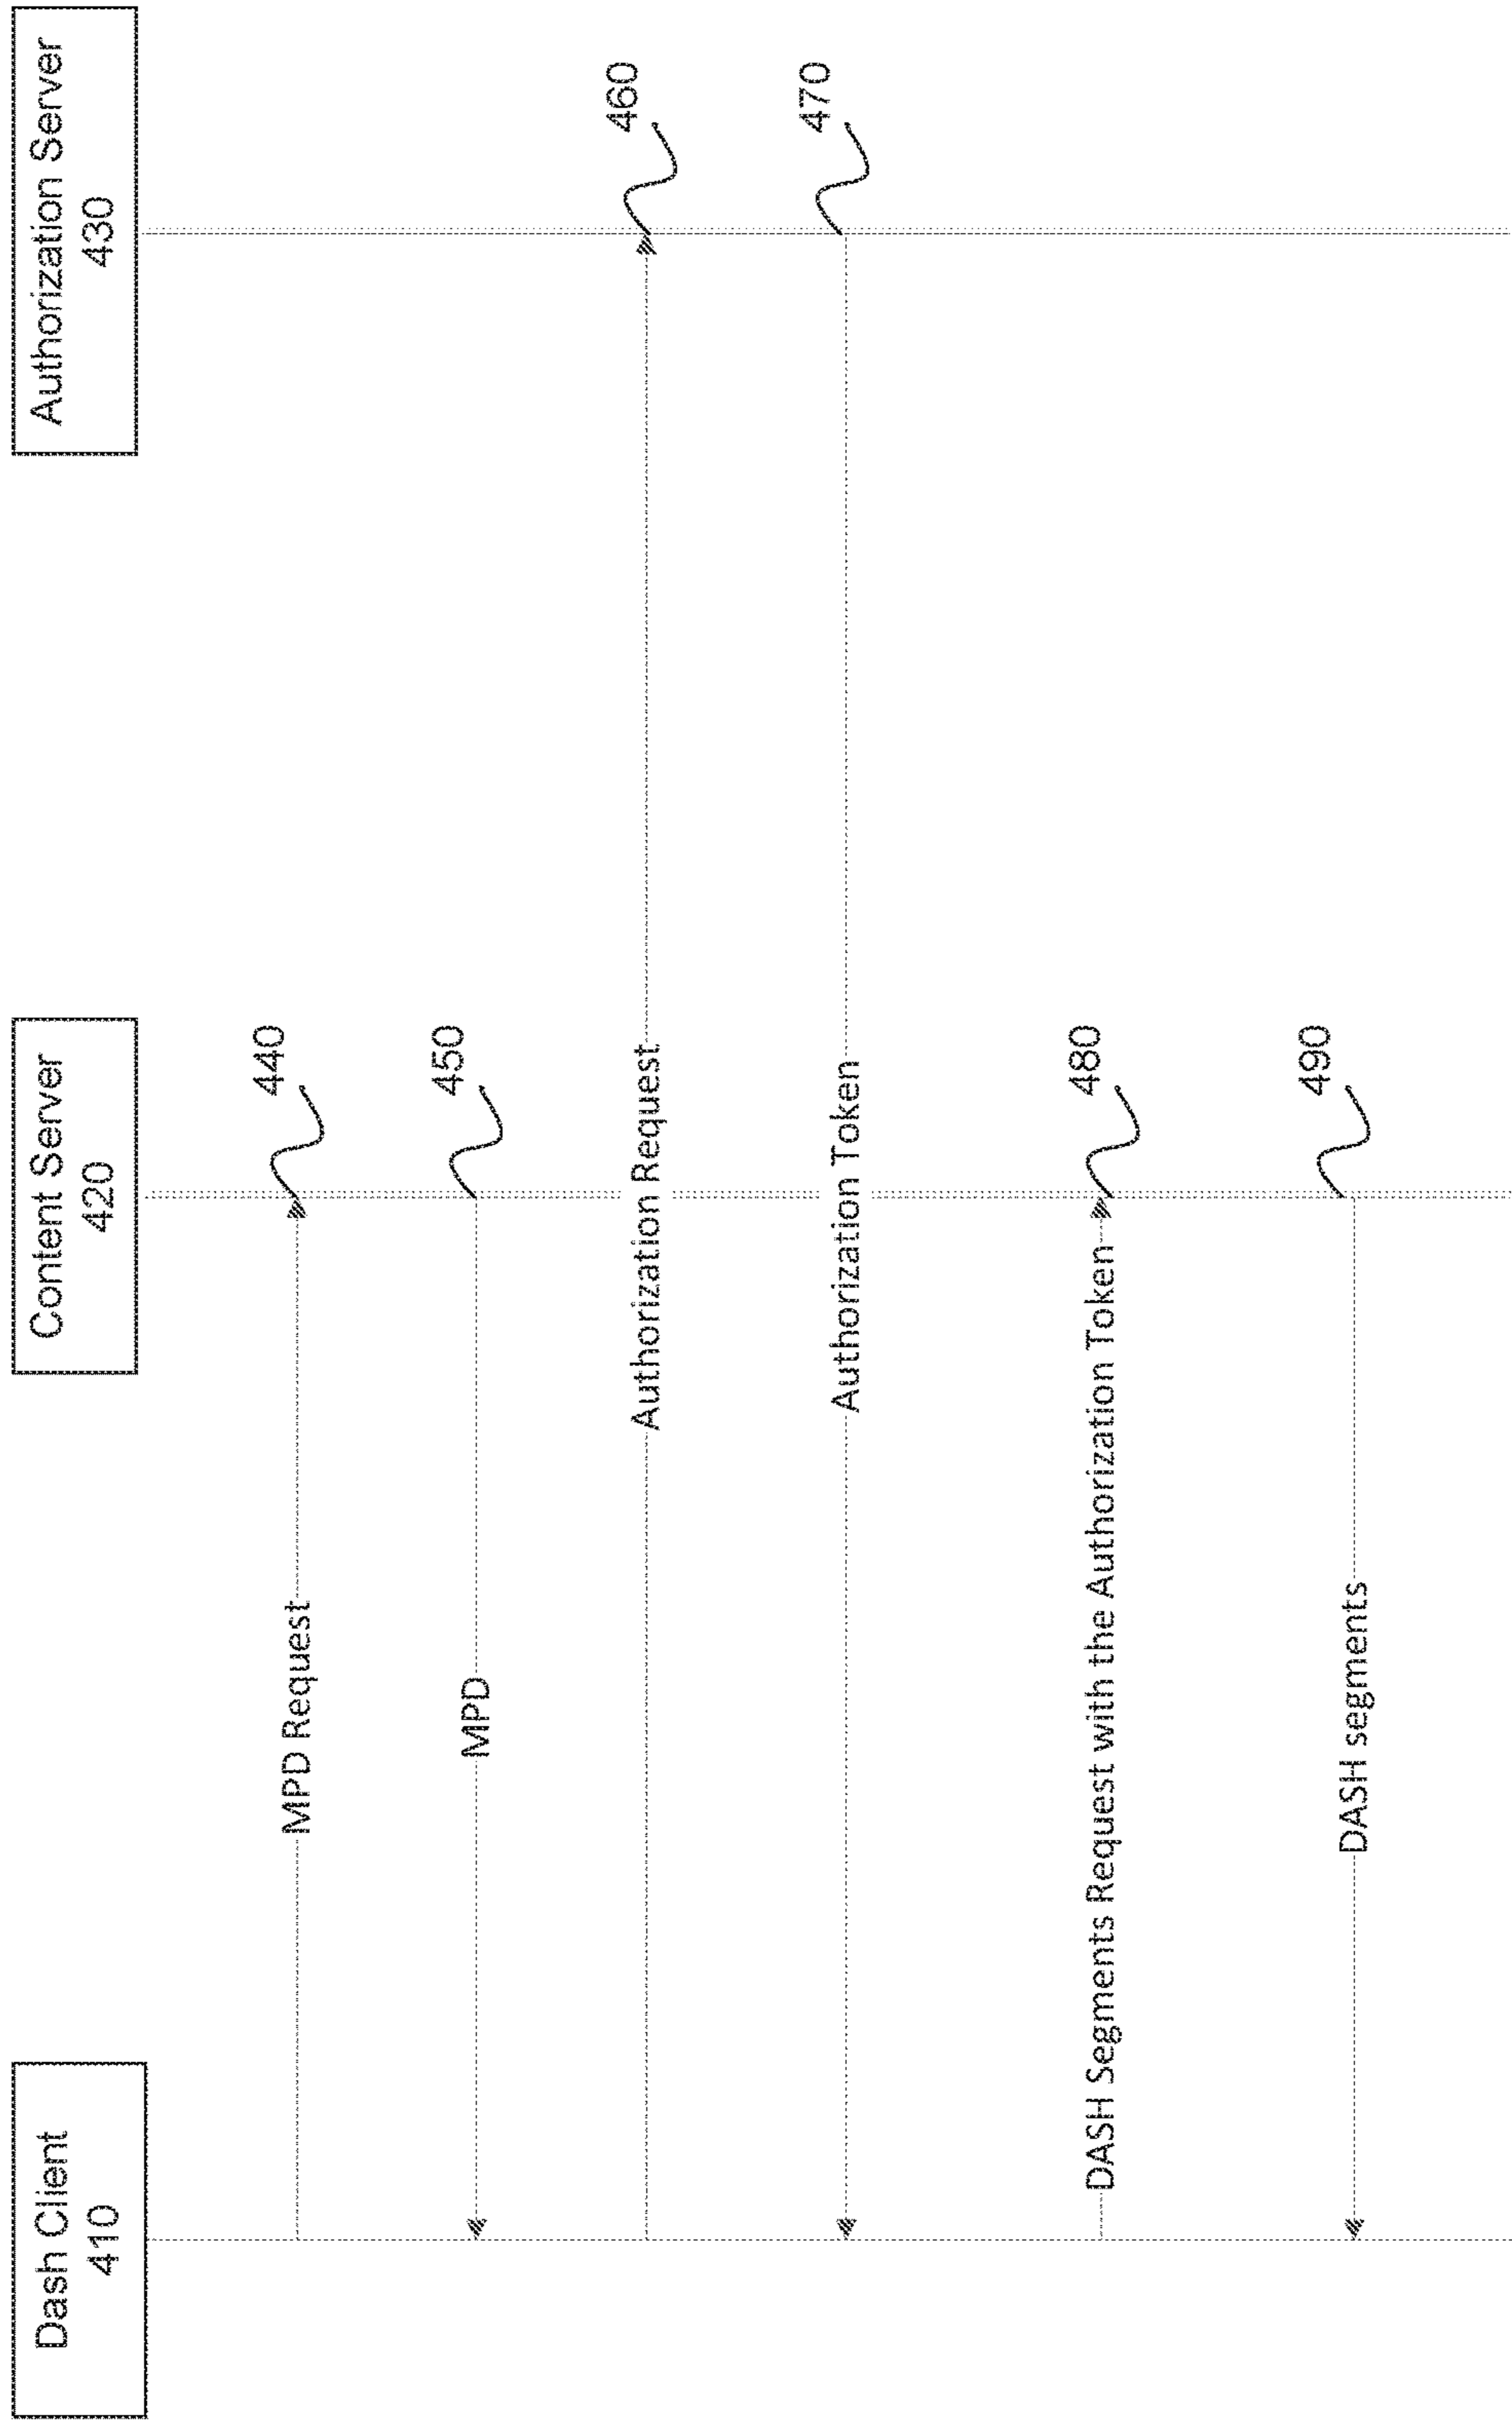 Dash Client
410
Content Server
420
Authorization Server
430
MPD Request
440
MPD
450
Authorization Request
460
Authorization Token
470
DASH Segments Request with the Authorization Token
480
DASH segments
490